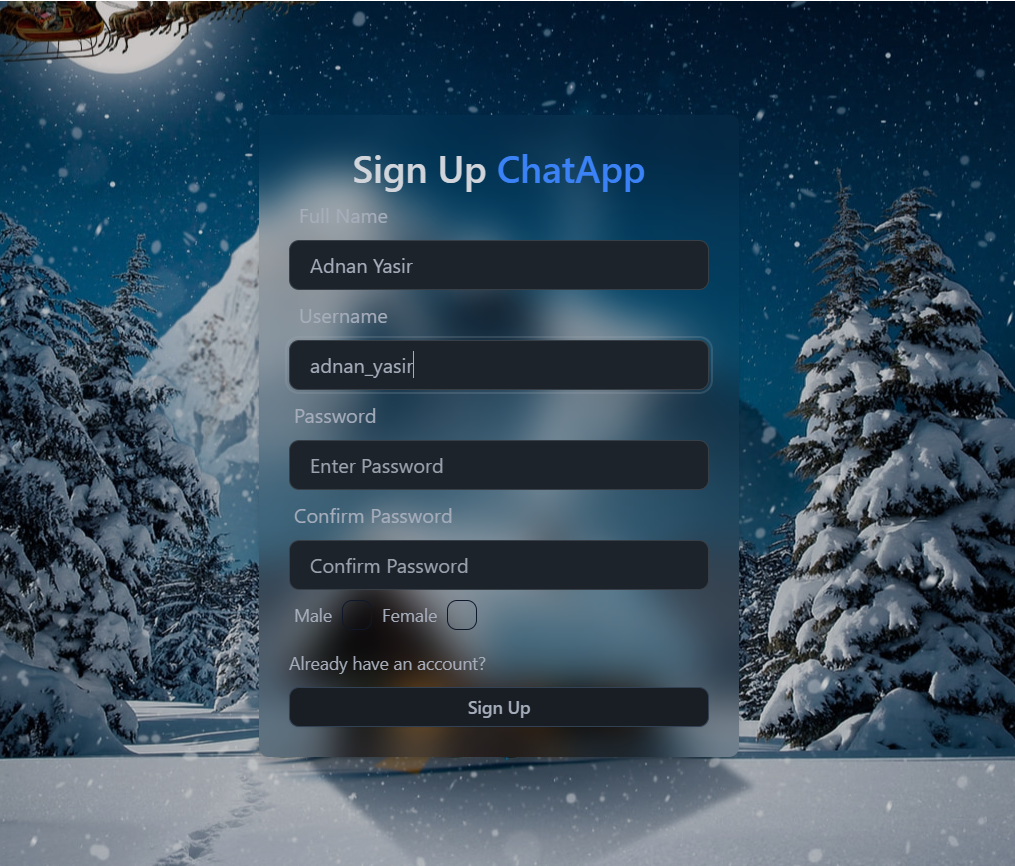 Sign Up ChatApp
Full Name
Adnan Yasir
Username
adnan_yasir
Password
Enter Password
Confirm Password
Confirm Password
Male Female
Already have an account?
Sign Up